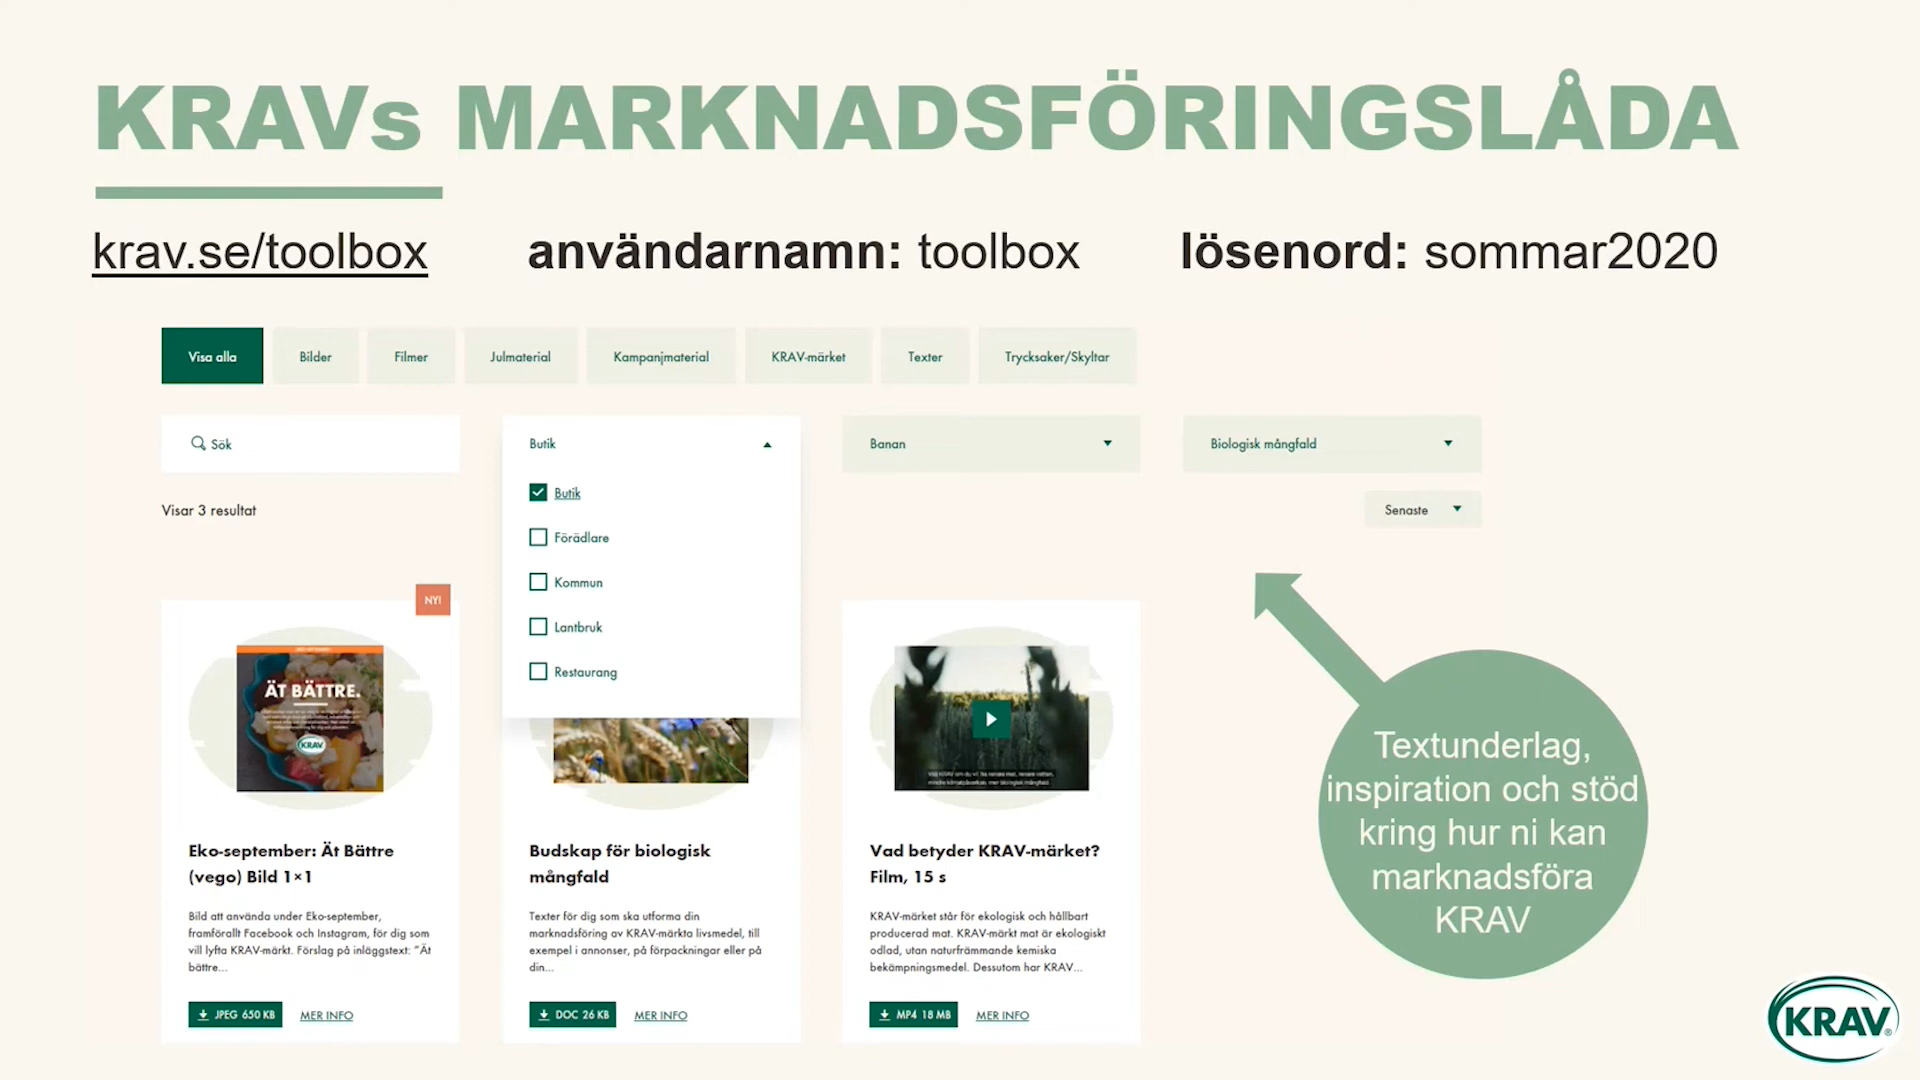 KRAVs MARKNADSFÖRINGSLÅDA
krav.se/toolbox användarnamn: toolbox lösenord: sommar2020
Visa alla Bilder Filmer Julmaterial Kampanjmaterial KRAV-märket Texter Trycksaker/Skyltar
Sök Butik Banan Biologisk mångfald
Butik
Visar 3 resultat
Senaste
Förädlare
Kommun
Lantbruk
Restaurang
NY!
ÄT BÄTTRE.
KRAV
Eko-september: Ät Bättre
(vego) Bild 1×1
Bild att använda under Eko-september,
framförallt Facebook och Instagram, för dig som
vill lyfta KRAV-märkt. Förslag på inläggstext: ”Ät
bättre...
JPEG 650 KB MER INFO
Budskap för biologisk
mångfald
Texter för dig som ska utforma din
marknadsföring av KRAV-märkta livsmedel, till
exempel i annonser, på förpackningar eller på
din...
DOC 26 KB MER INFO
Vad betyder KRAV-märket?
Film, 15 s
KRAV-märket står för ekologisk och hållbart
producerad mat. KRAV-märkt mat är ekologiskt
odlad, utan naturfrämmande kemiska
bekämpningsmedel. Dessutom har KRAV...
MP4 18 MB MER INFO
Textunderlag,
inspiration och stöd
kring hur ni kan
marknadsföra
KRAV
KRAV®